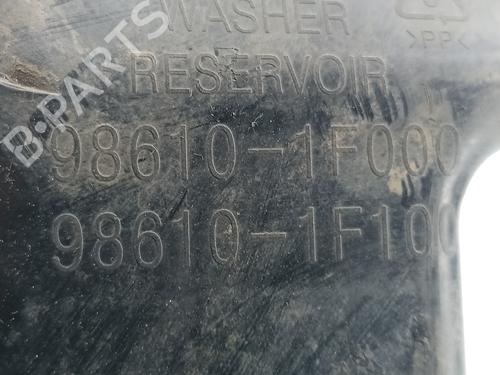 WASHER
>PP<
RESERVOIR
B-PARTS
98610-1F000
98610-1F100